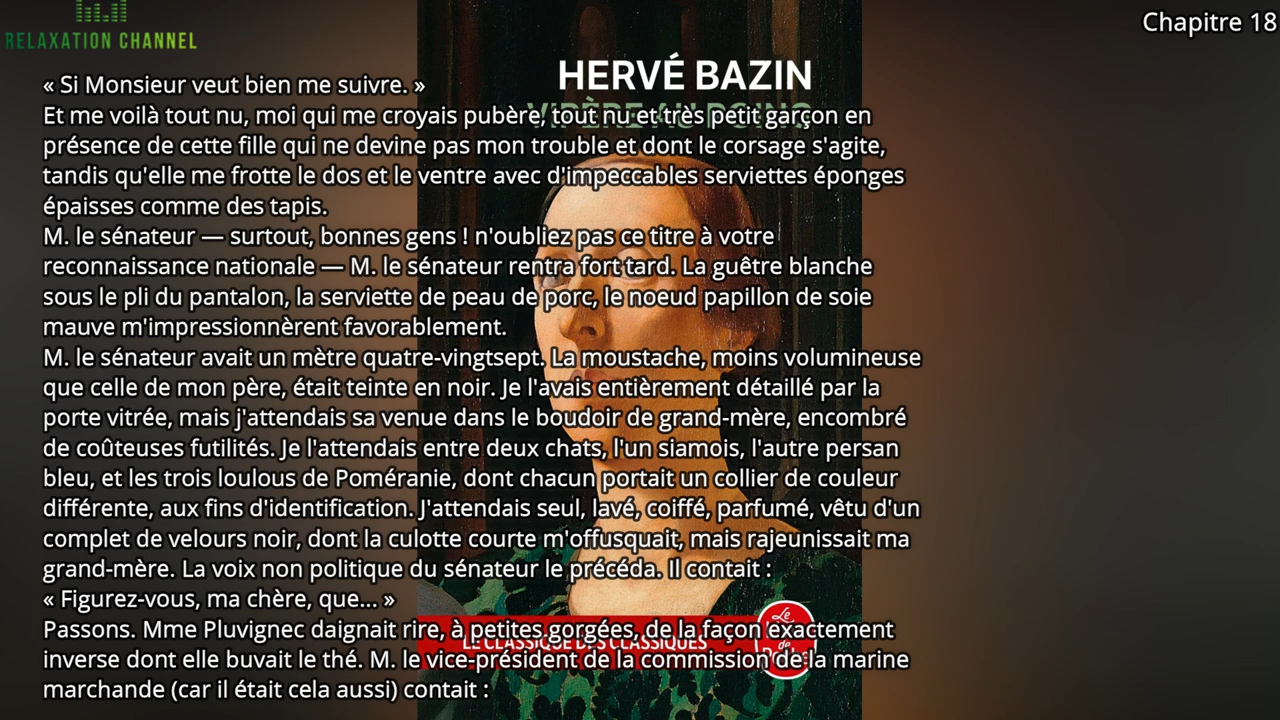 RELAXATION CHANNEL
Chapitre 18
HERVÉ BAZIN
VIPÈRE AU POING
« Si Monsieur veut bien me suivre. »
Et me voilà tout nu, moi qui me croyais pubère, tout nu et très petit garçon en
présence de cette fille qui ne devine pas mon trouble et dont le corsage s'agite,
tandis qu'elle me frotte le dos et le ventre avec d'impeccables serviettes éponges
épaisses comme des tapis.
M. le sénateur — surtout, bonnes gens ! n'oubliez pas ce titre à votre
reconnaissance nationale — M. le sénateur rentra fort tard. La guêtre blanche
sous le pli du pantalon, la serviette de peau de porc, le noeud papillon de soie
mauve m'impressionnèrent favorablement.
M. le sénateur avait un mètre quatre-vingtsept. La moustache, moins volumineuse
que celle de mon père, était teinte en noir. Je l'avais entièrement détaillé par la
porte vitrée, mais j'attendais sa venue dans le boudoir de grand-mère, encombré
de coûteuses futilités. Je l'attendais entre deux chats, l'un siamois, l'autre persan
bleu, et les trois loulous de Poméranie, dont chacun portait un collier de couleur
différente, aux fins d'identification. J'attendais seul, lavé, coiffé, parfumé, vêtu d'un
complet de velours noir, dont la culotte courte m'offusquait, mais rajeunissait ma
grand-mère. La voix non politique du sénateur le précéda. Il contait :
« Figurez-vous, ma chère, que... »
Passons. Mme Pluvignec daignait rire, à petites gorgées, de la façon exactement
inverse dont elle buvait le thé. M. le vice-président de la commission de la marine
marchande (car il était cela aussi) contait :
LE CLASSIQUE DES CLASSIQUES
Le
de